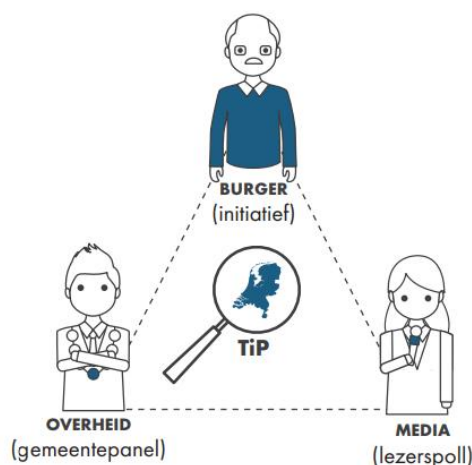 BURGER
(initiatief)
TiP
OVERHEID
(gemeentepanel)
MEDIA
(lezerspoll)